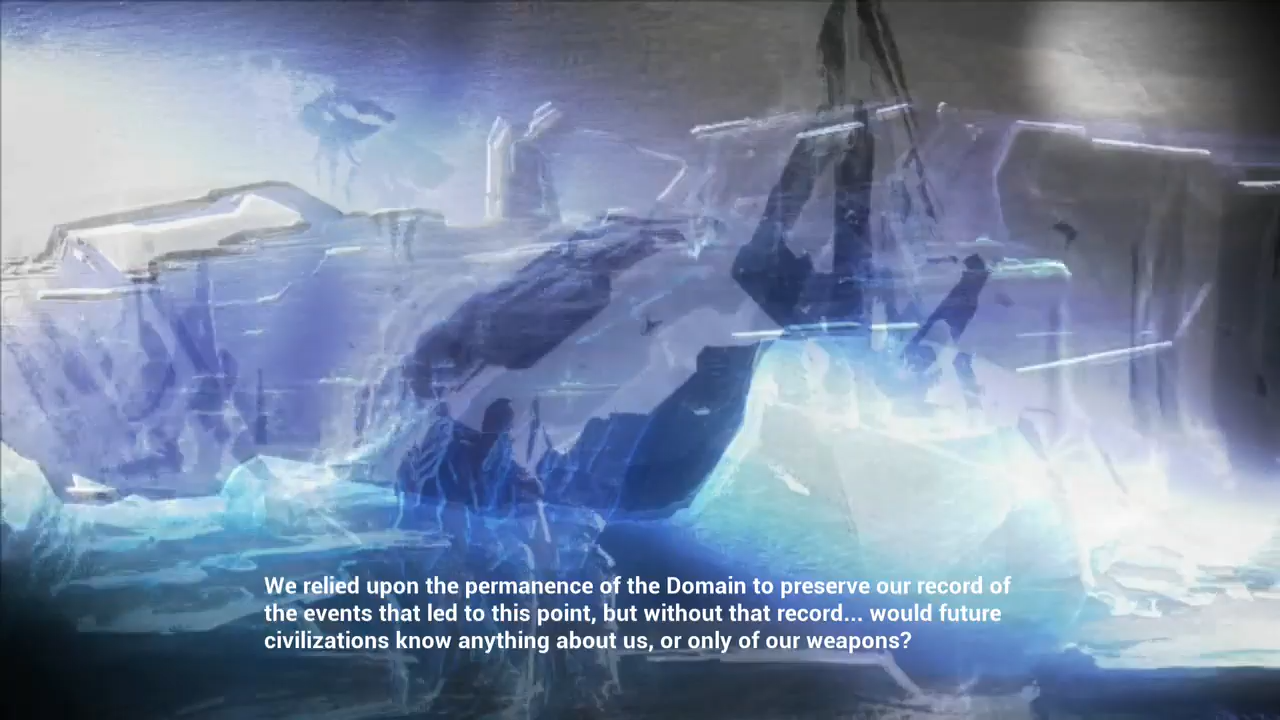 We relied upon the permanence of the Domain to preserve our record of
the events that led to this point, but without that record... would future
civilizations know anything about us, or only of our weapons?